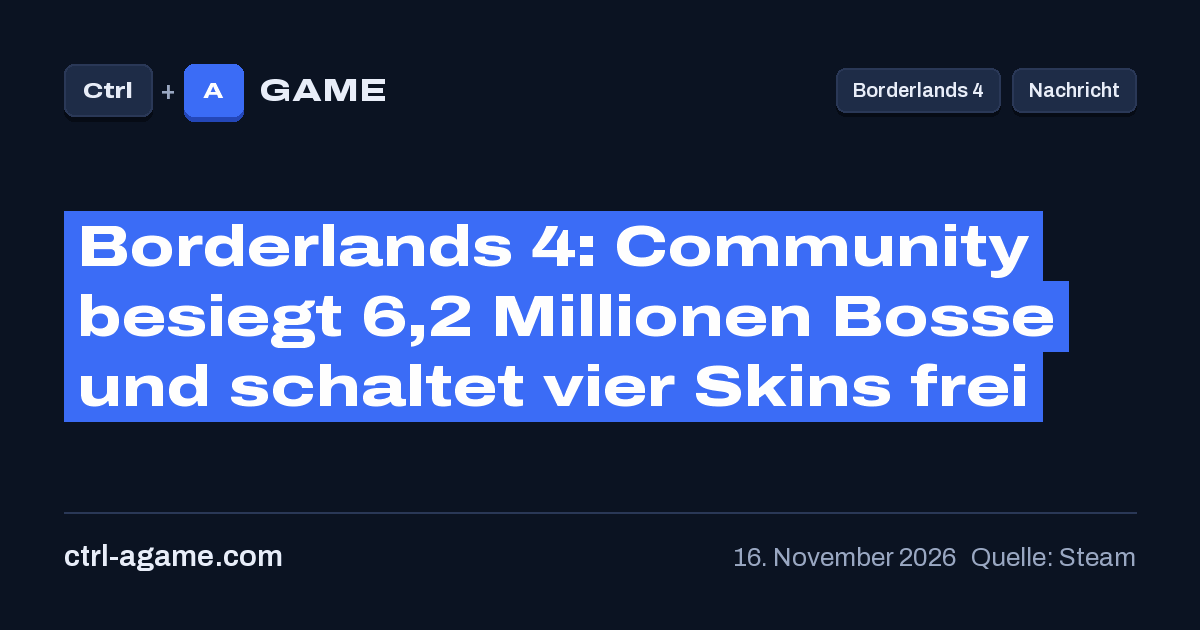 Ctrl + A GAME
Borderlands 4 Nachricht
Borderlands 4: Community
besiegt 6,2 Millionen Bosse
und schaltet vier Skins frei
ctrl-agame.com
16. November 2026 Quelle: Steam